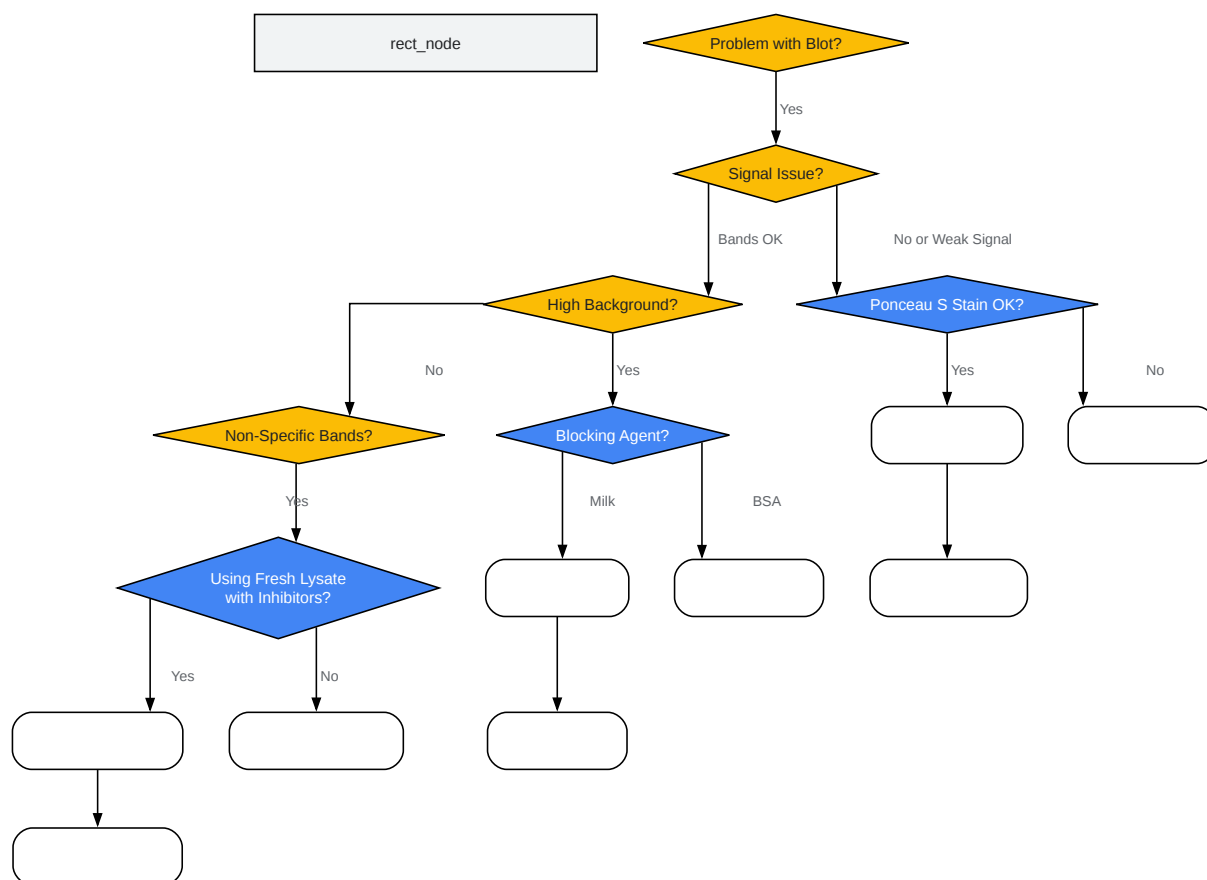 rect_node
Problem with Blot?
Yes
Signal Issue?
Bands OK
No or Weak Signal
High Background?
Ponceau S Stain OK?
No
Yes
Yes
No
Non-Specific Bands?
Blocking Agent?
Yes
Milk
BSA
Using Fresh Lysate
with Inhibitors?
Yes
No